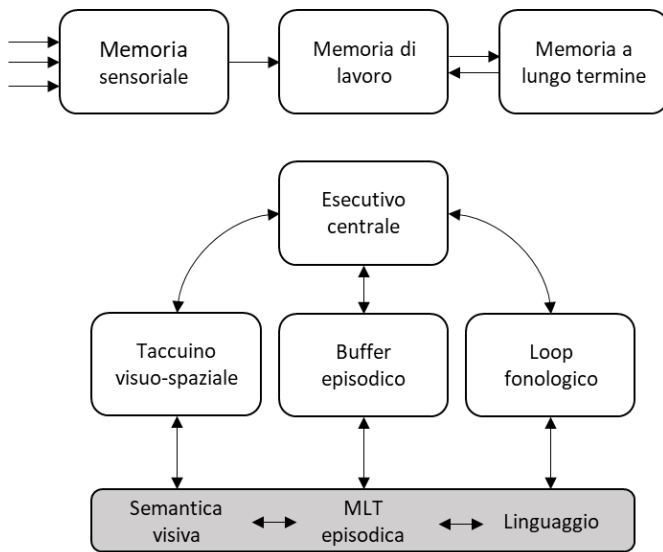 Memoria
sensoriale
Memoria di
lavoro
Memoria a
lungo termine
Esecutivo
centrale
Taccuino
visuo-spaziale
Buffer
episodico
Loop
fonologico
Semantica
visiva
MLT
episodica
Linguaggio